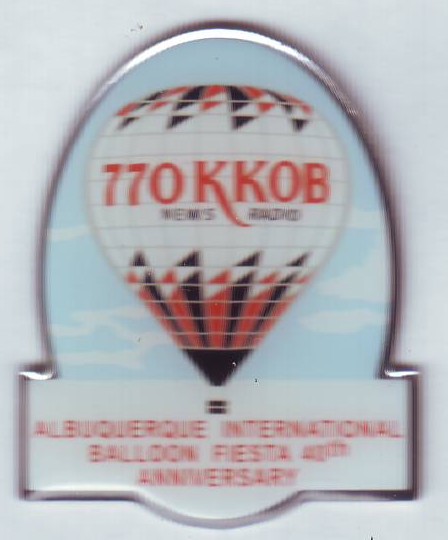 770 KKOB
NEWS RADIO
ALBUQUERQUE INTERNATIONAL
BALLOON FIESTA 40th
ANNIVERSARY